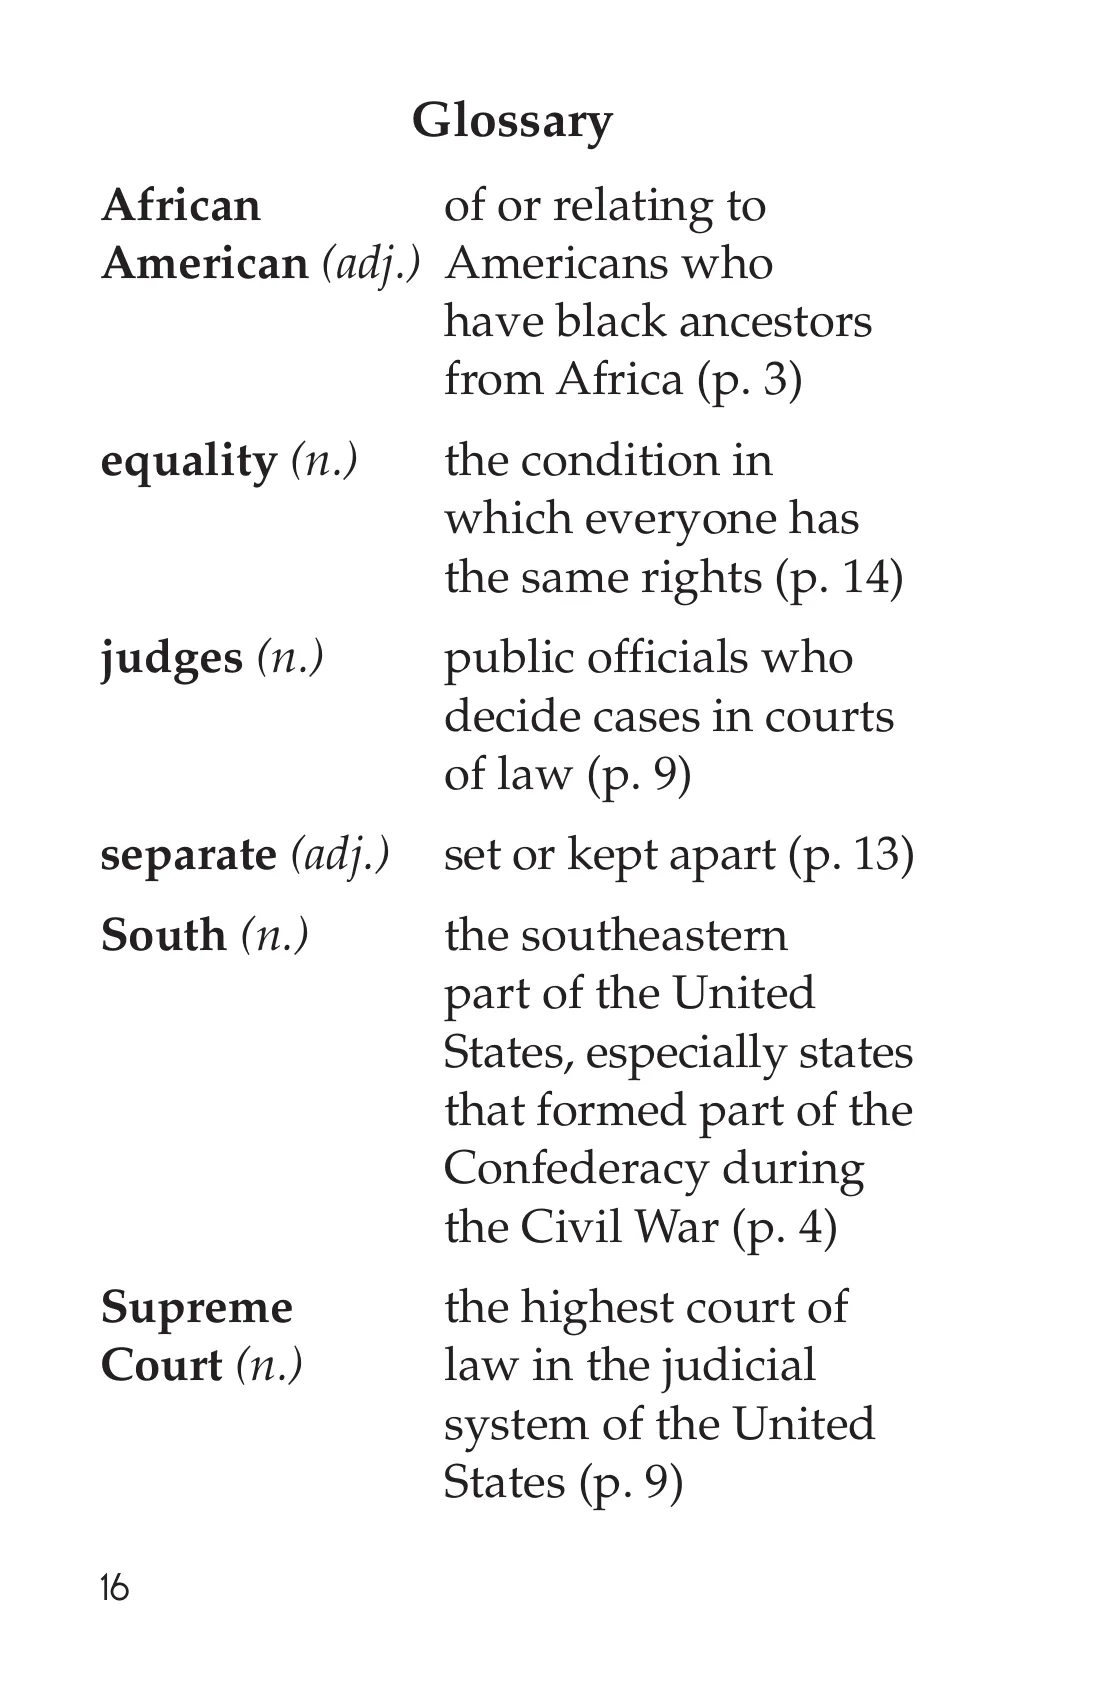 Glossary
African of or relating to
American (adj.) Americans who
have black ancestors
from Africa (p. 3)
equality (n.) the condition in
which everyone has
the same rights (p. 14)
judges (n.) public officials who
decide cases in courts
of law (p. 9)
separate (adj.) set or kept apart (p. 13)
South (n.) the southeastern
part of the United
States, especially states
that formed part of the
Confederacy during
the Civil War (p. 4)
Supreme the highest court of
Court (n.) law in the judicial
system of the United
States (p. 9)
16